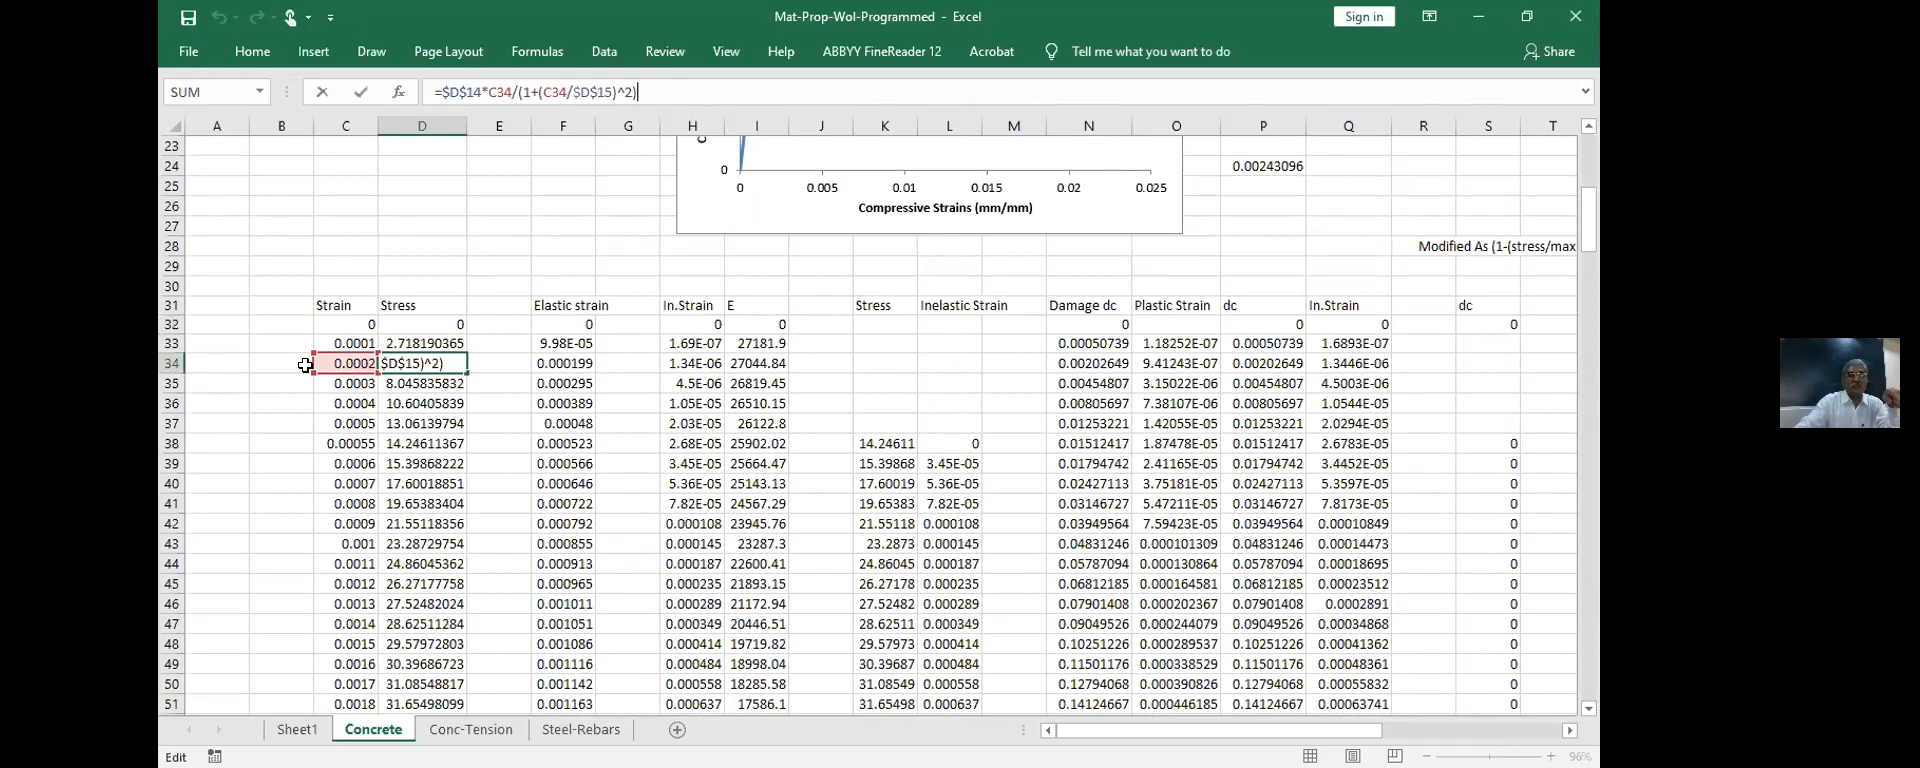 Mat-Prop-Wol-Programmed - Excel
Sign in
File Home Insert Draw Page Layout Formulas Data Review View Help ABBYY FineReader 12 Acrobat Tell me what you want to do Share
SUM fx =$D$14*C34/(1+(C34/$D$15)^2)
A B C D E F G H I J K L M N O P Q R S T
23
24 0 0.00243096
25 0 0.005 0.01 0.015 0.02 0.025
26 Compressive Strains (mm/mm)
27
28 Modified As (1-(stress/max
29
30
31 Strain Stress Elastic strain In.Strain E Stress Inelastic Strain Damage dc Plastic Strain dc In.Strain dc
32 0 0 0 0 0 0 0 0 0
33 0.0001 2.718190365 9.98E-05 1.69E-07 27181.9 0.00050739 1.18252E-07 0.00050739 1.6893E-07
34 0.0002 $D$15)^2) 0.000199 1.34E-06 27044.84 0.00202649 9.41243E-07 0.00202649 1.3446E-06
35 0.0003 8.045835832 0.000295 4.5E-06 26819.45 0.00454807 3.15022E-06 0.00454807 4.5003E-06
36 0.0004 10.60405839 0.000389 1.05E-05 26510.15 0.00805697 7.38107E-06 0.00805697 1.0544E-05
37 0.0005 13.06139794 0.00048 2.03E-05 26122.8 0.01253221 1.42055E-05 0.01253221 2.0294E-05
38 0.00055 14.24611367 0.000523 2.68E-05 25902.02 14.24611 0 0.01512417 1.87478E-05 0.01512417 2.6783E-05 0
39 0.0006 15.39868222 0.000566 3.45E-05 25664.47 15.39868 3.45E-05 0.01794742 2.41165E-05 0.01794742 3.4452E-05 0
40 0.0007 17.60018851 0.000646 5.36E-05 25143.13 17.60019 5.36E-05 0.02427113 3.75181E-05 0.02427113 5.3597E-05 0
41 0.0008 19.65383404 0.000722 7.82E-05 24567.29 19.65383 7.82E-05 0.03146727 5.47211E-05 0.03146727 7.8173E-05 0
42 0.0009 21.55118356 0.000792 0.000108 23945.76 21.55118 0.000108 0.03949564 7.59423E-05 0.03949564 0.00010849 0
43 0.001 23.28729754 0.000855 0.000145 23287.3 23.2873 0.000145 0.04831246 0.000101309 0.04831246 0.00014473 0
44 0.0011 24.86045362 0.000913 0.000187 22600.41 24.86045 0.000187 0.05787094 0.000130864 0.05787094 0.00018695 0
45 0.0012 26.27177758 0.000965 0.000235 21893.15 26.27178 0.000235 0.06812185 0.000164581 0.06812185 0.00023512 0
46 0.0013 27.52482024 0.001011 0.000289 21172.94 27.52482 0.000289 0.07901408 0.000202367 0.07901408 0.0002891 0
47 0.0014 28.62511284 0.001051 0.000349 20446.51 28.62511 0.000349 0.09049526 0.000244079 0.09049526 0.00034868 0
48 0.0015 29.57972803 0.001086 0.000414 19719.82 29.57973 0.000414 0.10251226 0.000289537 0.10251226 0.00041362 0
49 0.0016 30.39686723 0.001116 0.000484 18998.04 30.39687 0.000484 0.11501176 0.000338529 0.11501176 0.00048361 0
50 0.0017 31.08548817 0.001142 0.000558 18285.58 31.08549 0.000558 0.12794068 0.000390826 0.12794068 0.00055832 0
51 0.0018 31.65498099 0.001163 0.000637 17586.1 31.65498 0.000637 0.14124667 0.000446185 0.14124667 0.00063741 0
Sheet1 Concrete Conc-Tension Steel-Rebars
Edit 96%